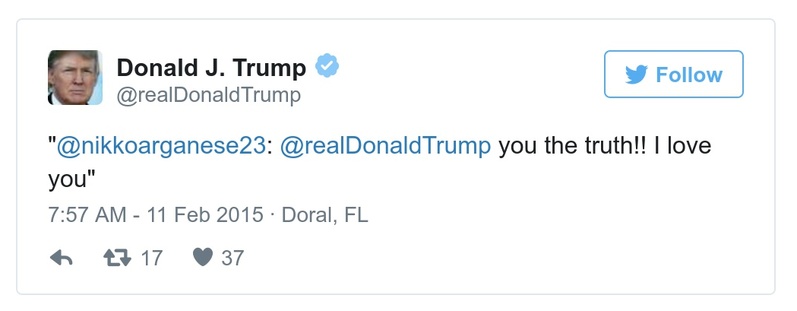 Donald J. Trump
@realDonaldTrump
Follow
"@nikkoarganese23: @realDonaldTrump you the truth!! I love
you"
7:57 AM - 11 Feb 2015 · Doral, FL
17 37